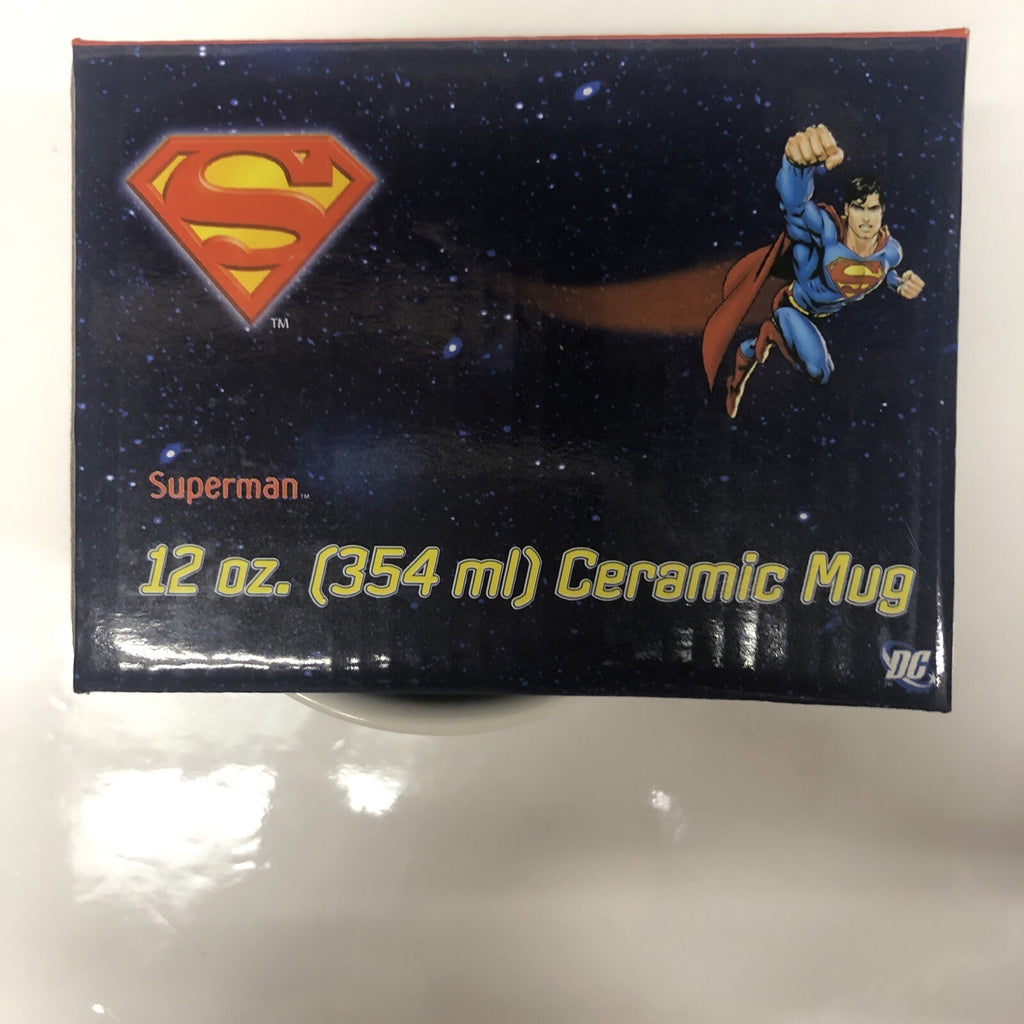 S
TM
Superman™
12 oz. (354 ml) Ceramic Mug
DC